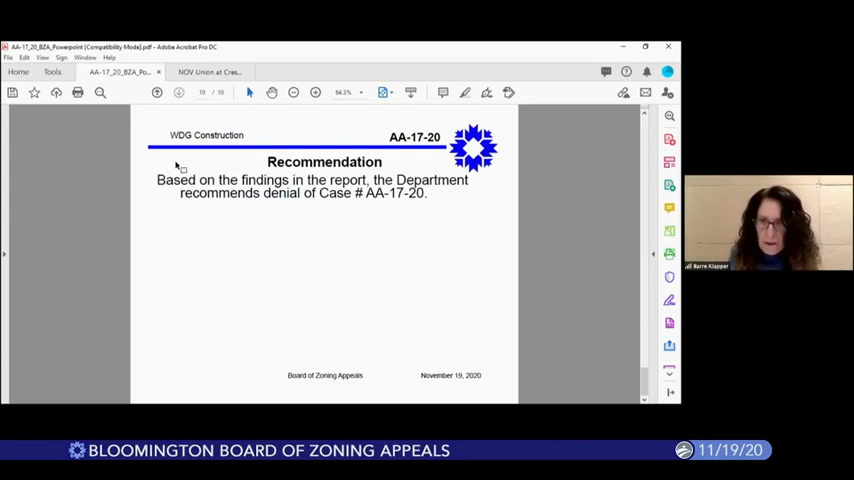 AA-17_20_BZA_Powerpoint [Compatibility Mode].pdf - Adobe Acrobat Pro DC
File Edit View Sign Window Help
Home Tools AA-17_20_BZA_Po... × NOV Union at Cres...
10 / 10 64.3%
WDG Construction AA-17-20
Recommendation
Based on the findings in the report, the Department
recommends denial of Case # AA-17-20.
Board of Zoning Appeals November 19, 2020
Barre Klapper
BLOOMINGTON BOARD OF ZONING APPEALS 11/19/20